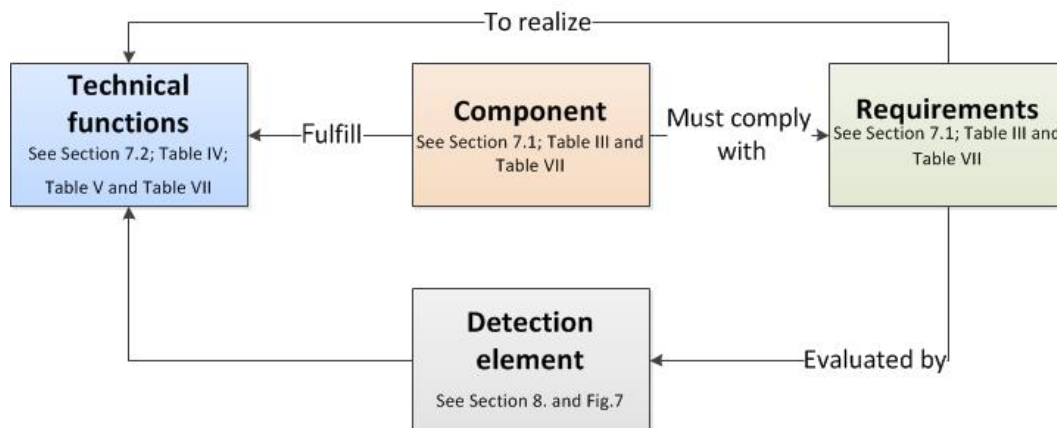 To realize
Technical
functions
See Section 7.2; Table IV;
Table V and Table VII
Fulfill
Component
See Section 7.1; Table III and
Table VII
Must comply
with
Requirements
See Section 7.1; Table III and
Table VII
Detection
element
See Section 8. and Fig.7
Evaluated by